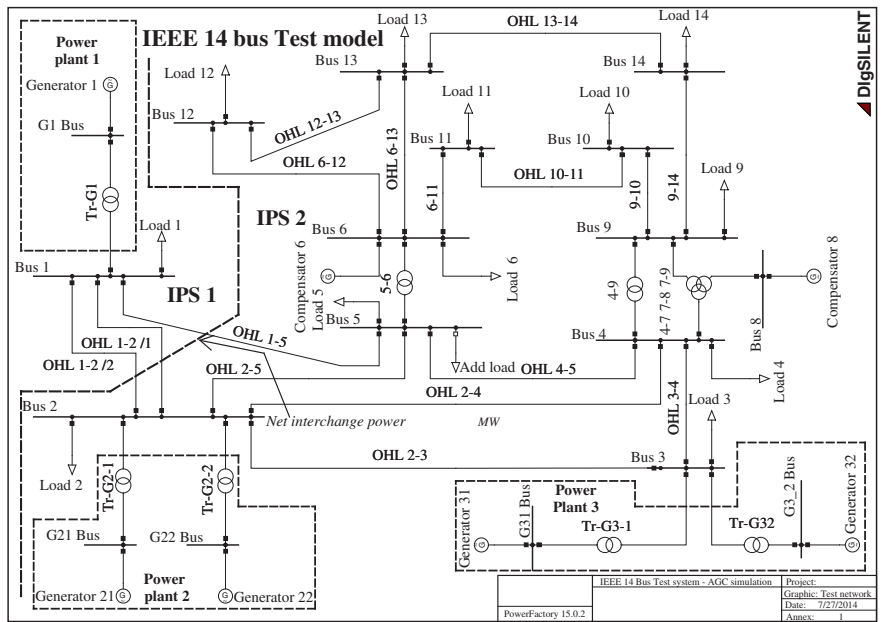 IEEE 14 bus Test model
Power
plant 1
Generator 1
G
G1 Bus
Tr-G1
Load 1
Bus 1
IPS 1
OHL 1-2 /1
OHL 1-2 /2
OHL 1-5
Load 12
Bus 12
OHL 12-13
OHL 6-12
Load 13
Bus 13
OHL 13-14
OHL 6-13
Load 14
Bus 14
Load 11
Bus 11
Load 10
Bus 10
OHL 10-11
6-11
9-10
9-14
Load 9
Bus 9
IPS 2
Bus 6
Compensator 6
G
Load 5
5-6
Load 6
Bus 5
Add load
4-9
4-7 7-8 7-9
Bus 8
G
Compensator 8
Bus 4
Load 4
OHL 2-5
OHL 4-5
OHL 2-4
OHL 3-4
Load 3
Bus 2
Net interchange power
MW
OHL 2-3
Bus 3
Load 2
Tr-G2-1
Tr-G2-2
G21 Bus
G22 Bus
Generator 21
G
G
Generator 22
Power
plant 2
Generator 31
G
G31 Bus
Power
Plant 3
Tr-G3-1
Tr-G32
G3_2 Bus
G
Generator 32
DIgSILENT
PowerFactory 15.0.2
IEEE 14 Bus Test system - AGC simulation
Project:
Graphic: Test network
Date: 7/27/2014
Annex: 1